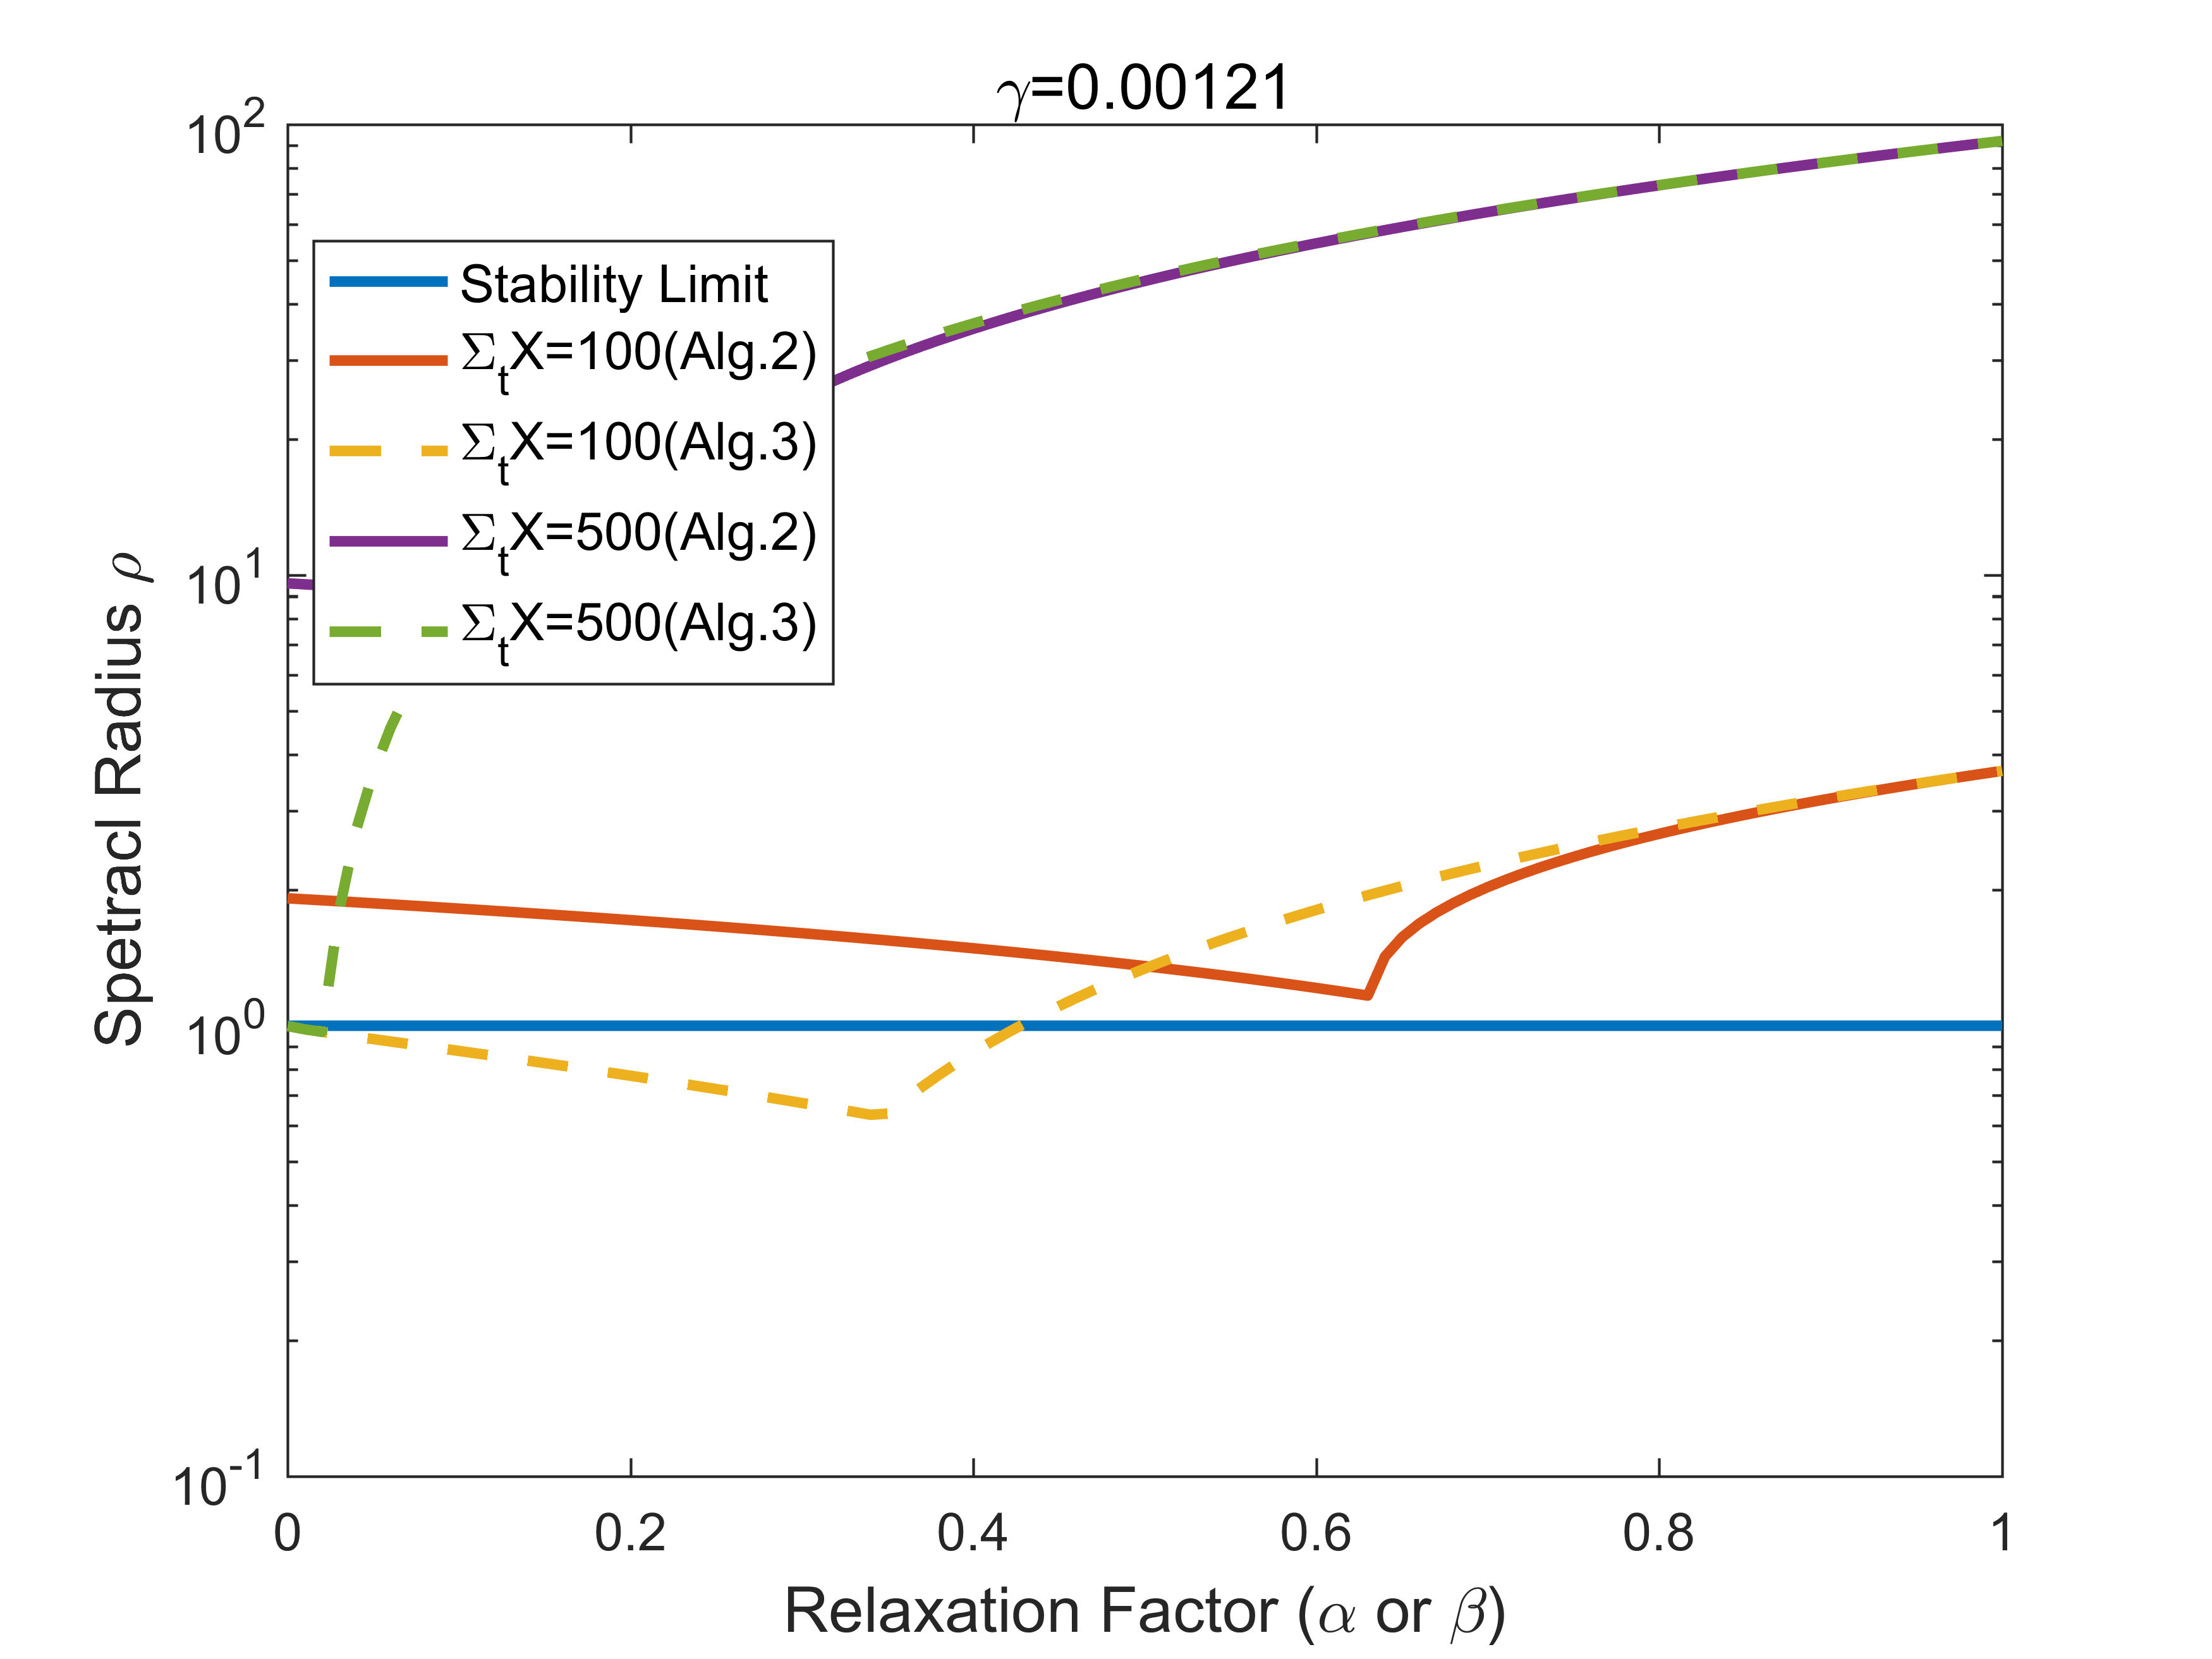 γ=0.00121
10^2
10^1
10^0
10^-1
Spetracl Radius ρ
Stability Limit
Σ_tX=100(Alg.2)
Σ_tX=100(Alg.3)
Σ_tX=500(Alg.2)
Σ_tX=500(Alg.3)
0 0.2 0.4 0.6 0.8 1
Relaxation Factor (α or β)